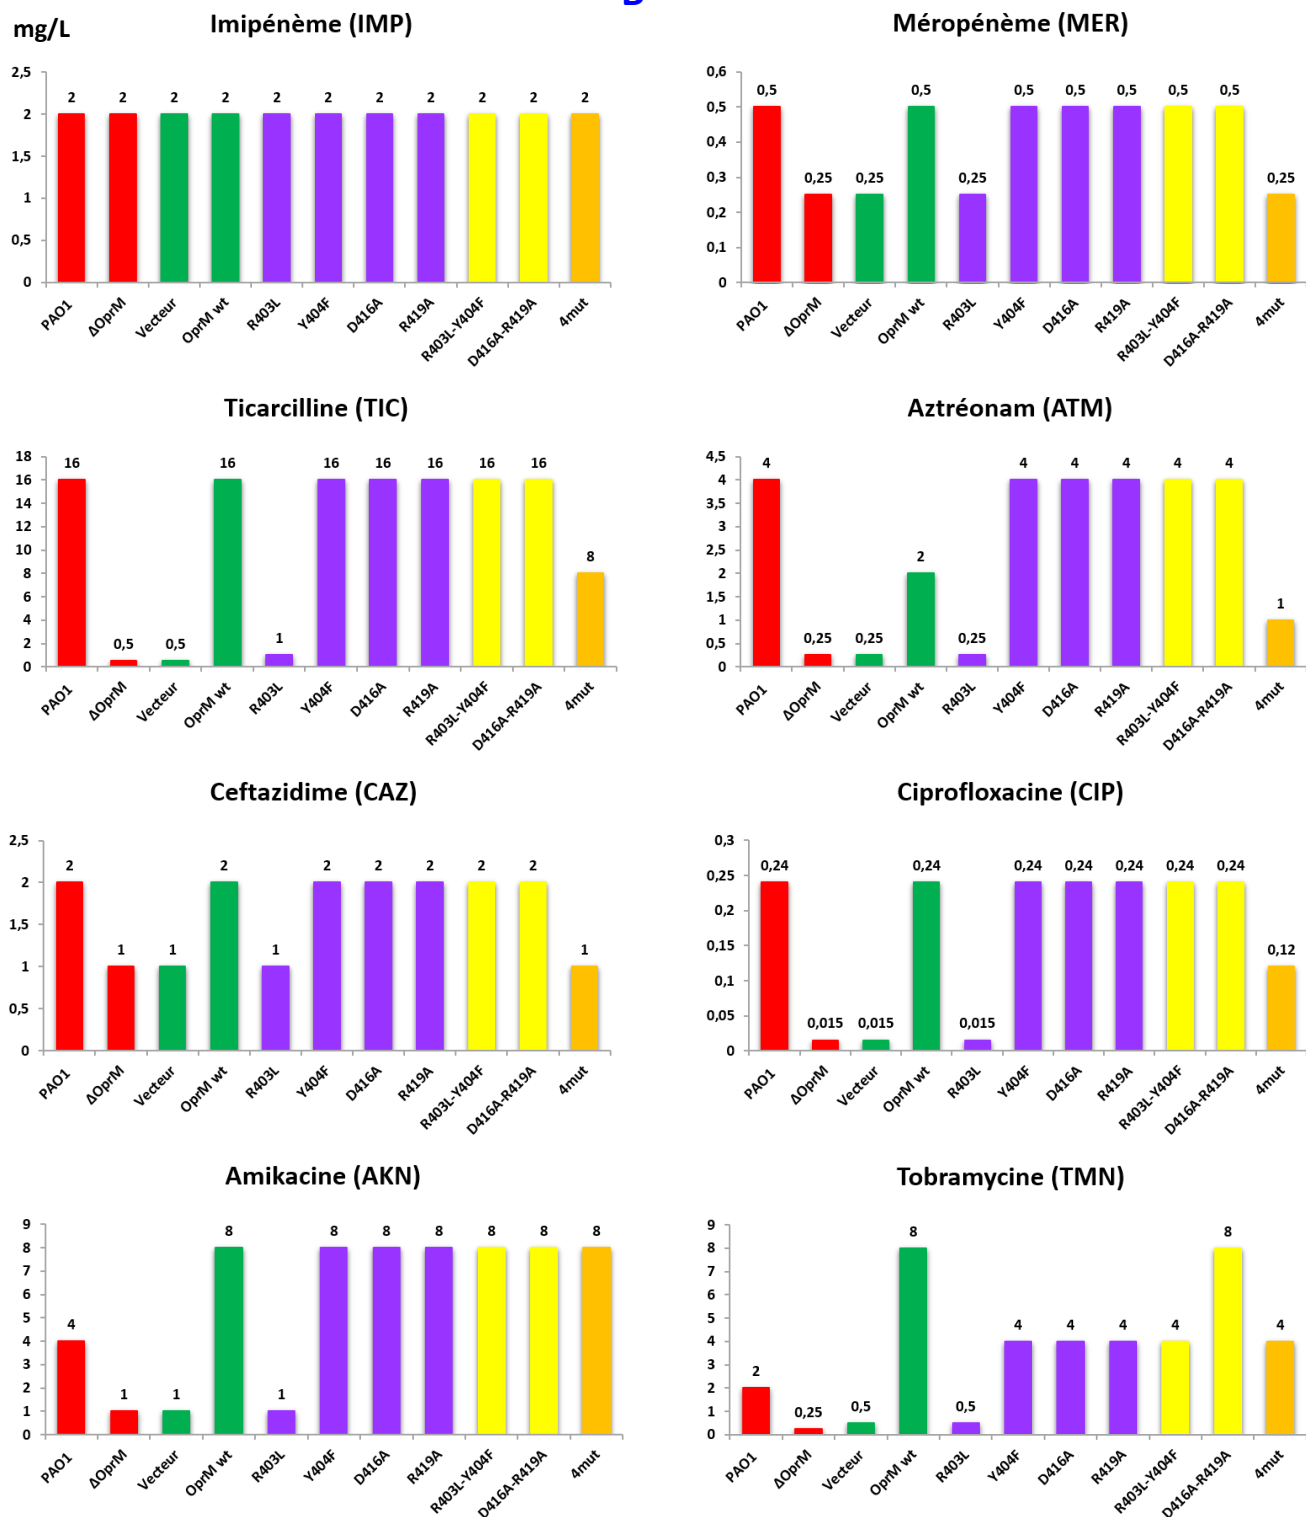 mg/L
Imipénème (IMP)
2,5
2
1,5
1
0,5
0
2 2 2 2 2 2 2 2 2 2 2
PAO1 ΔOprM Vecteur OprM wt R403L Y404F D416A R419A R403L-Y404F D416A-R419A 4mut
Méropénème (MER)
0,6
0,5
0,4
0,3
0,2
0,1
0
0,5 0,25 0,25 0,5 0,25 0,5 0,5 0,5 0,5 0,5 0,25
PAO1 ΔOprM Vecteur OprM wt R403L Y404F D416A R419A R403L-Y404F D416A-R419A 4mut
Ticarcilline (TIC)
18
16
14
12
10
8
6
4
2
0
16 0,5 0,5 16 1 16 16 16 16 16 8
PAO1 ΔOprM Vecteur OprM wt R403L Y404F D416A R419A R403L-Y404F D416A-R419A 4mut
Aztréonam (ATM)
4,5
4
3,5
3
2,5
2
1,5
1
0,5
0
4 0,25 0,25 2 0,25 4 4 4 4 4 1
PAO1 ΔOprM Vecteur OprM wt R403L Y404F D416A R419A R403L-Y404F D416A-R419A 4mut
Ceftazidime (CAZ)
2,5
2
1,5
1
0,5
0
2 1 1 2 1 2 2 2 2 2 1
PAO1 ΔOprM Vecteur OprM wt R403L Y404F D416A R419A R403L-Y404F D416A-R419A 4mut
Ciprofloxacine (CIP)
0,3
0,25
0,2
0,15
0,1
0,05
0
0,24 0,015 0,015 0,24 0,015 0,24 0,24 0,24 0,24 0,24 0,12
PAO1 ΔOprM Vecteur OprM wt R403L Y404F D416A R419A R403L-Y404F D416A-R419A 4mut
Amikacine (AKN)
9
8
7
6
5
4
3
2
1
0
4 1 1 8 1 8 8 8 8 8 8
PAO1 ΔOprM Vecteur OprM wt R403L Y404F D416A R419A R403L-Y404F D416A-R419A 4mut
Tobramycine (TMN)
9
8
7
6
5
4
3
2
1
0
2 0,25 0,5 8 0,5 4 4 4 4 8 4
PAO1 ΔOprM Vecteur OprM wt R403L Y404F D416A R419A R403L-Y404F D416A-R419A 4mut